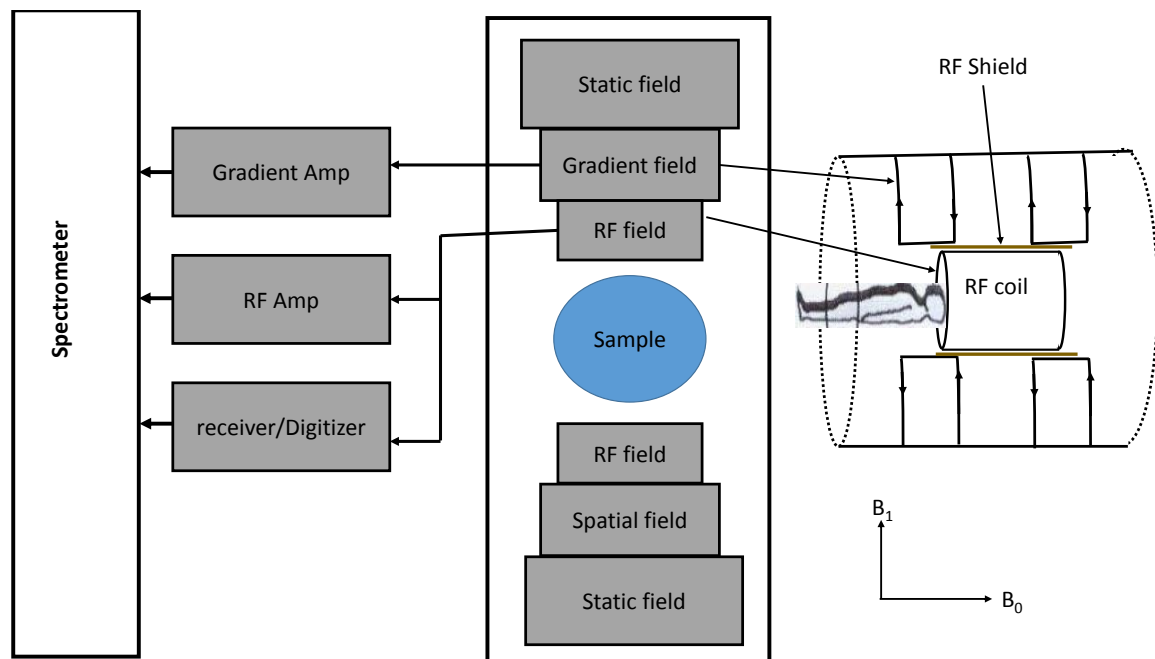 Spectrometer
Gradient Amp
RF Amp
receiver/Digitizer
Static field
Gradient field
RF field
Sample
RF field
Spatial field
Static field
RF Shield
RF coil
B₁
B₀